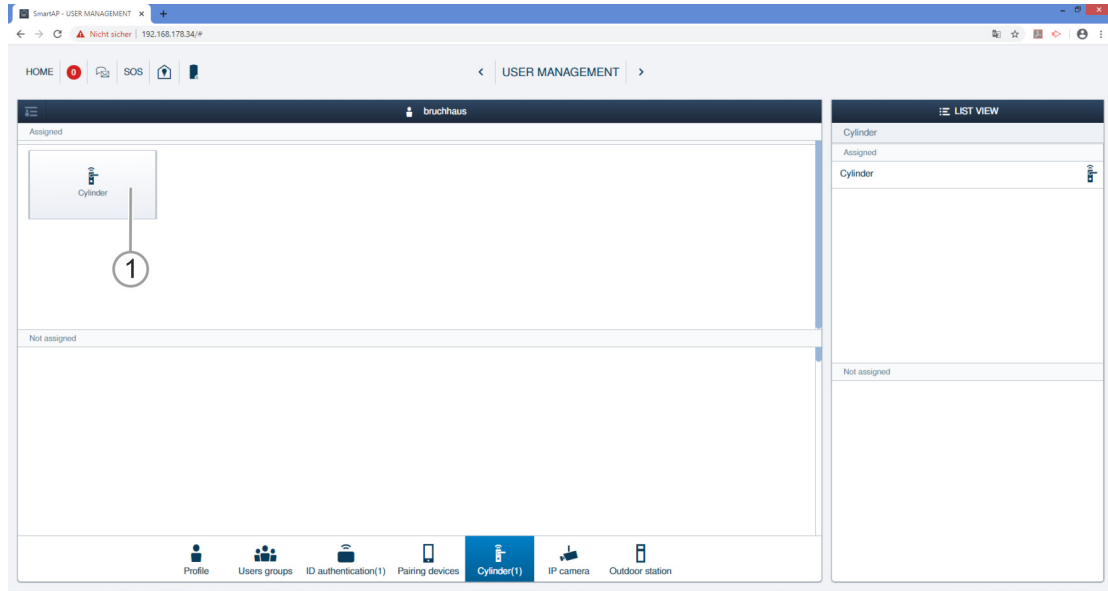 SmartAP - USER MANAGEMENT
Nicht sicher | 192.168.178.34/#
HOME 0 SOS < USER MANAGEMENT >
bruchhaus
Assigned
Cylinder
1
Not assigned
Profile Users groups ID authentication(1) Pairing devices Cylinder(1) IP camera Outdoor station
LIST VIEW
Cylinder
Assigned
Cylinder
Not assigned